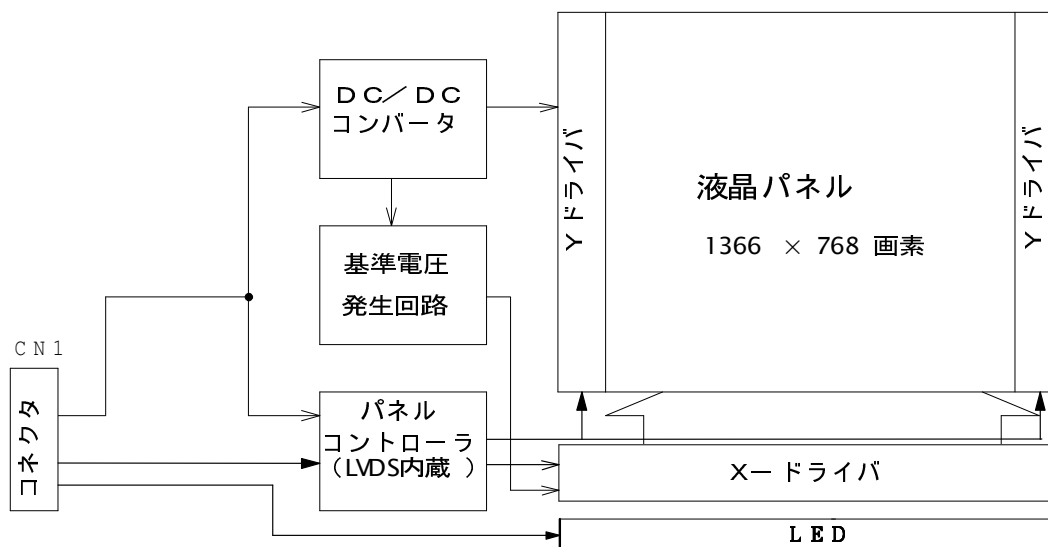 DC／DC
コンバータ
基準電圧
発生回路
CN1
コネクタ
パネル
コントローラ
(LVDS内蔵)
Yドライバ
液晶パネル
1366 × 768 画素
Yドライバ
Xードライバ
LED